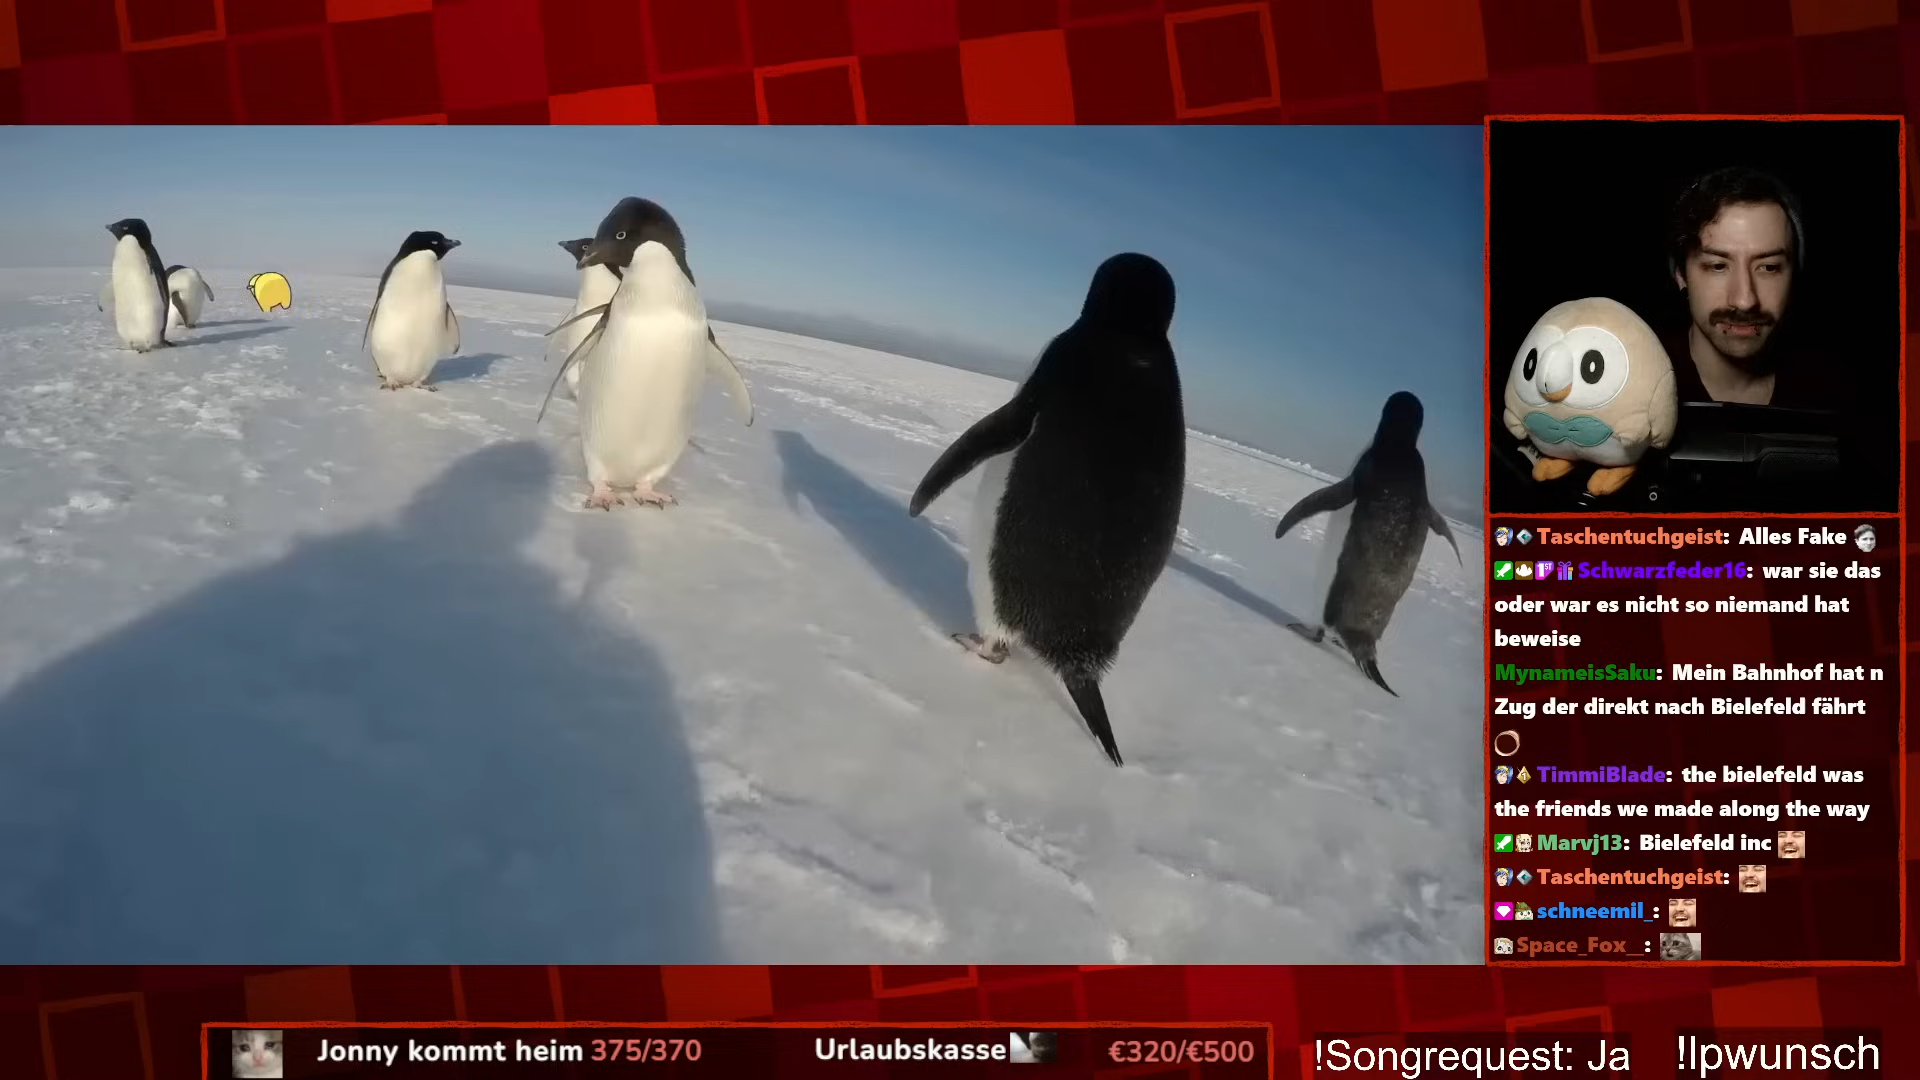 Taschentuchgeist: Alles Fake
Schwarzfeder16: war sie das
oder war es nicht so niemand hat
beweise
MynameisSaku: Mein Bahnhof hat n
Zug der direkt nach Bielefeld fährt
TimmiBlade: the bielefeld was
the friends we made along the way
Marvj13: Bielefeld inc
Taschentuchgeist:
schneemil_:
Space_Fox__:
Jonny kommt heim 375/370
Urlaubskasse €320/€500
!Songrequest: Ja
!lpwunsch